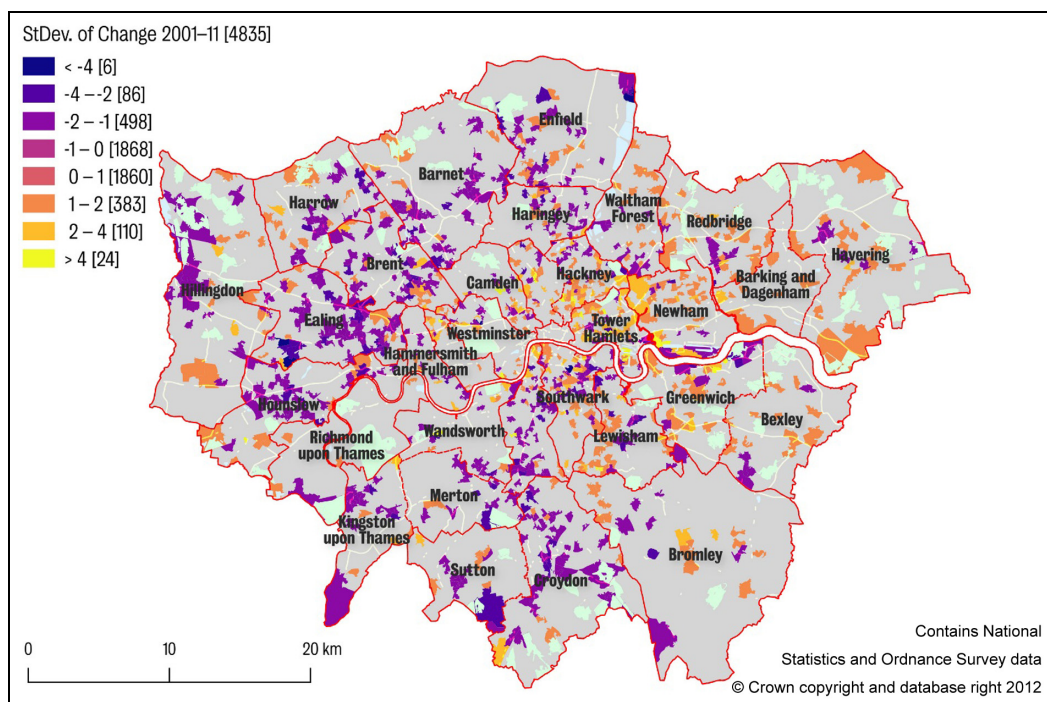 StDev. of Change 2001–11 [4835]
< -4 [6]
-4 – -2 [86]
-2 – -1 [498]
-1 – 0 [1868]
0 – 1 [1860]
1 – 2 [383]
2 – 4 [110]
> 4 [24]
Enfield
Barnet
Harrow
Haringey
Waltham
Forest
Redbridge
Havering
Brent
Camden
Hackney
Barking and
Dagenham
Hillingdon
Ealing
Westminster
Tower
Hamlets
Newham
Hammersmith
and Fulham
Hounslow
Southwark
Greenwich
Bexley
Richmond
upon Thames
Wandsworth
Lewisham
Merton
Kingston
upon Thames
Bromley
Sutton
Croydon
0 10 20 km
Contains National
Statistics and Ordnance Survey data
© Crown copyright and database right 2012